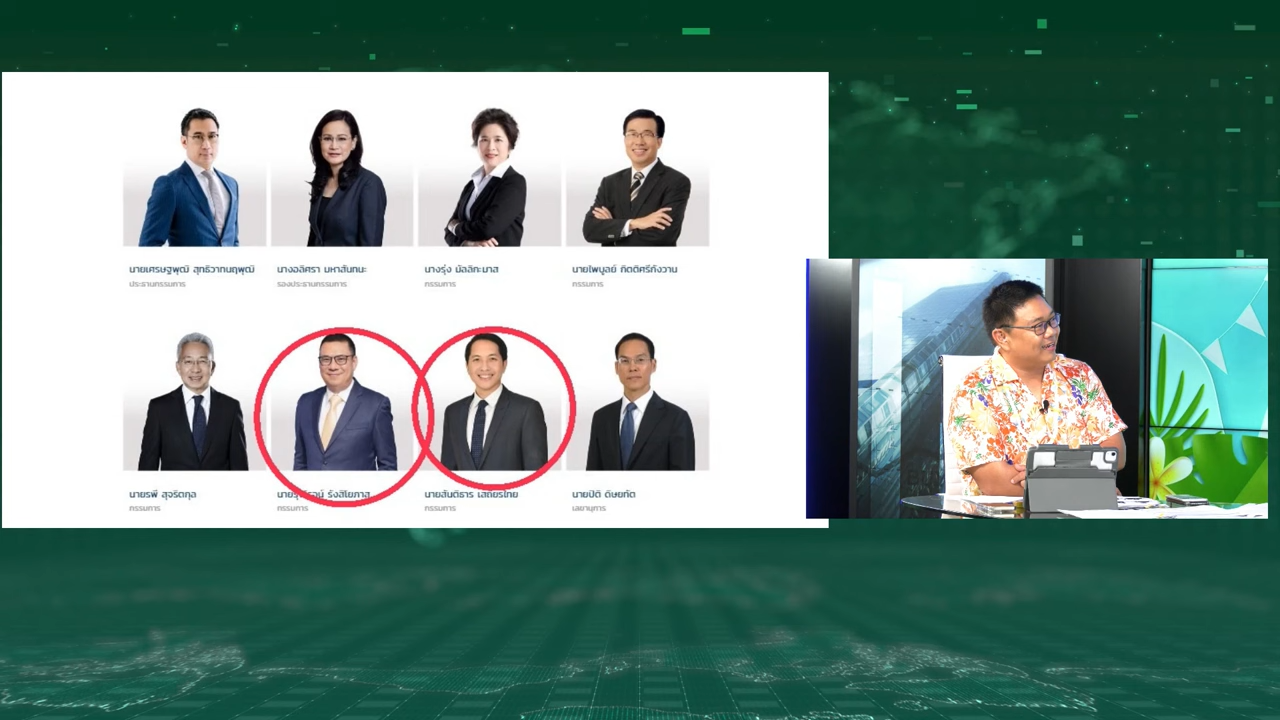 นายเศรษฐพุฒิ สุทธิวาทนฤพุฒิ
ประธานกรรมการ
นางอลิศรา มหาสันทนะ
รองประธานกรรมการ
นางรุ่ง มัลลิกะมาส
กรรมการ
นายไพบูลย์ กิตติศรีกังวาน
กรรมการ
นายรพี สุจริตกุล
กรรมการ
รังสิโยภาส
กรรมการ
นายสันติธาร เสถียรไทย
กรรมการ
นายปิติ ดิษยทัต
เลขานุการ